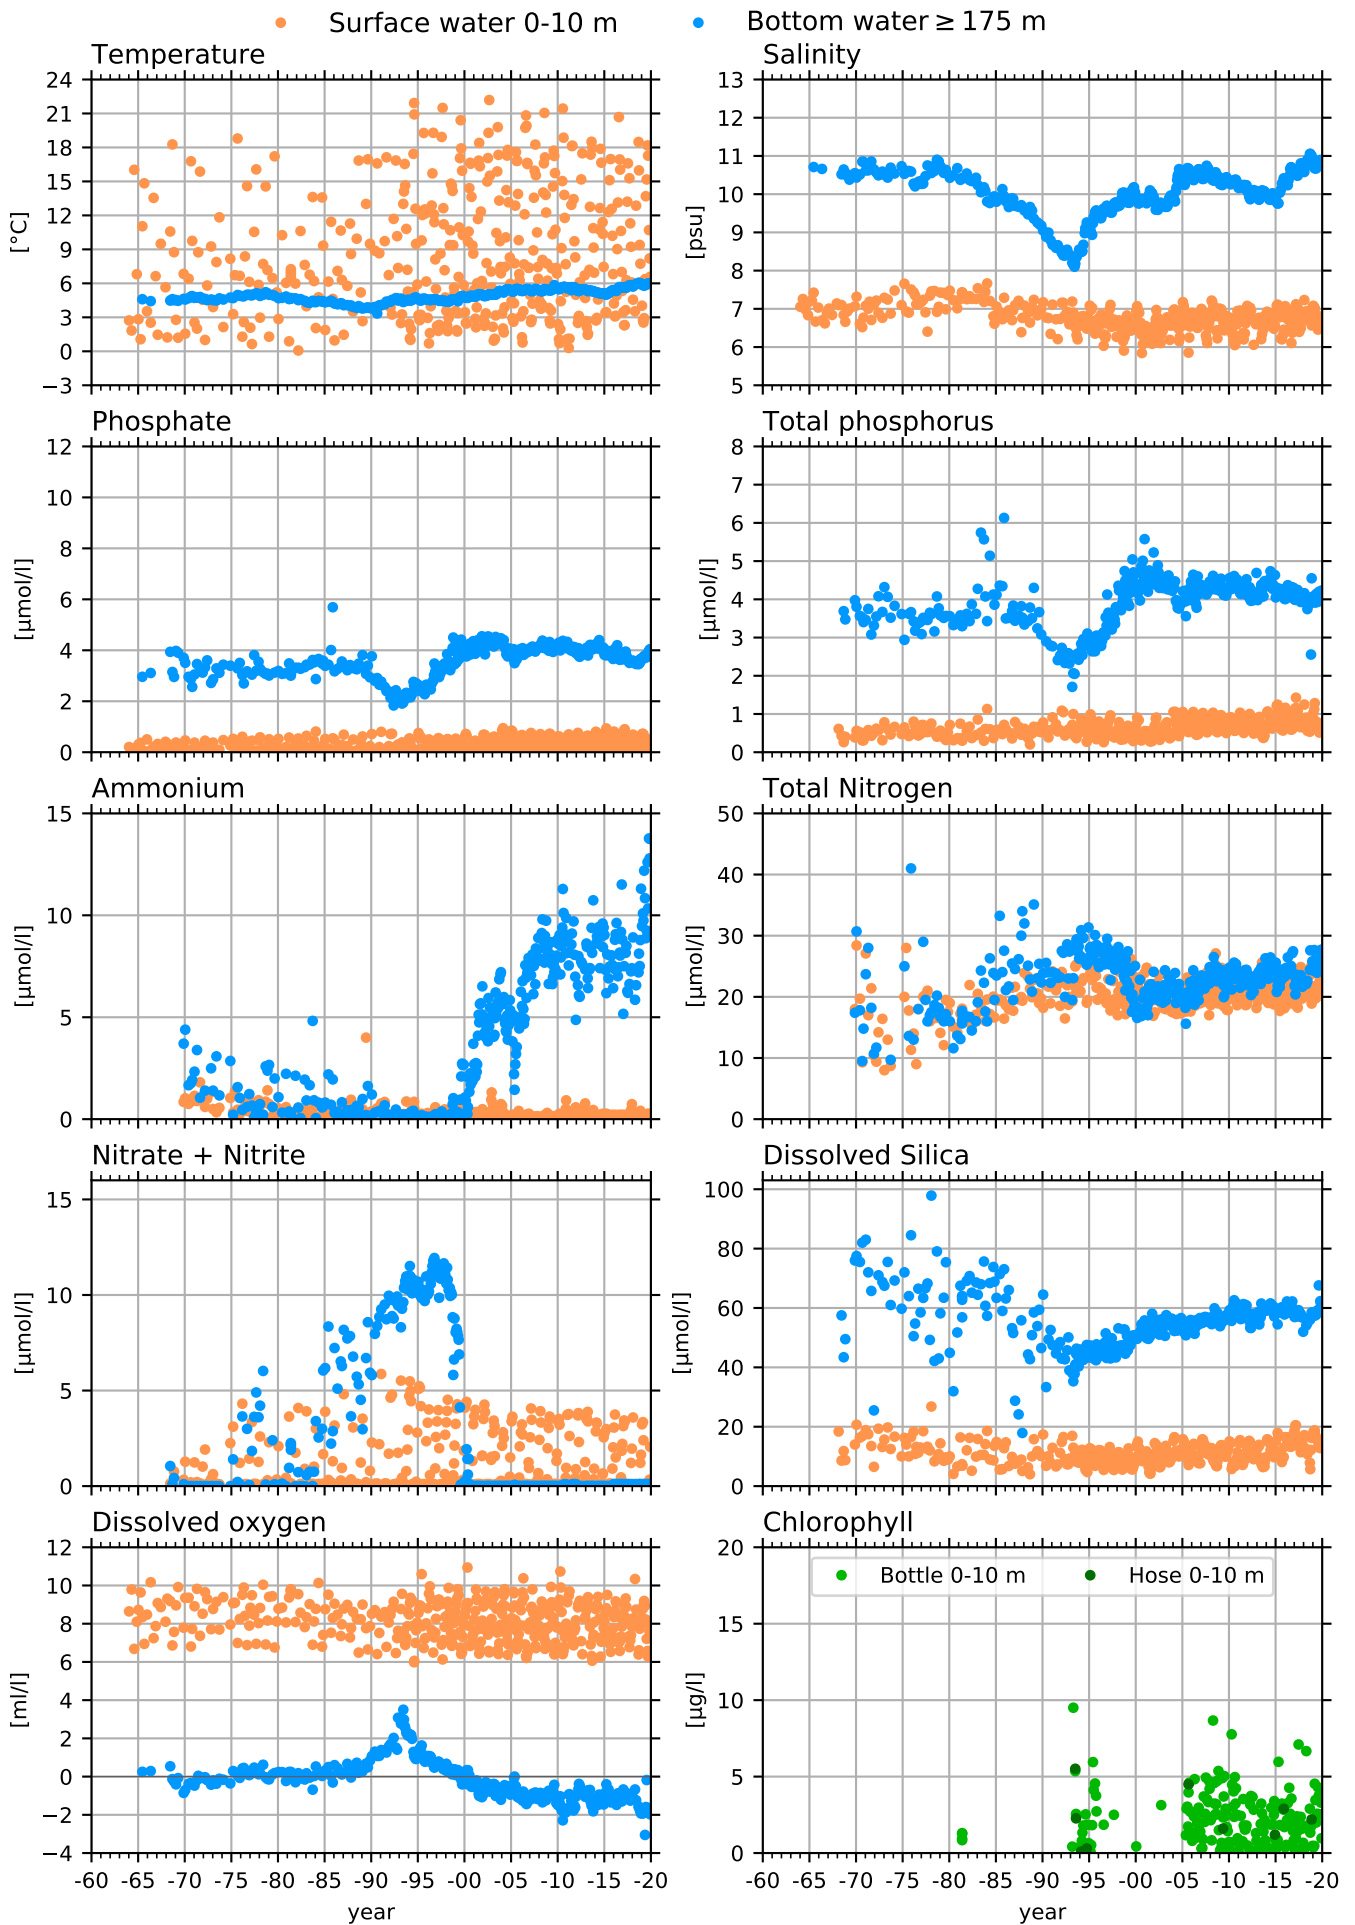 Surface water 0-10 m Bottom water ≥ 175 m
Temperature Salinity
24 21 18 15 12 9 6 3 0 −3
[°C]
13 12 11 10 9 8 7 6 5
[psu]
Phosphate Total phosphorus
12 10 8 6 4 2 0
[µmol/l]
8 7 6 5 4 3 2 1 0
[µmol/l]
Ammonium Total Nitrogen
15 10 5 0
[µmol/l]
50 40 30 20 10 0
[µmol/l]
Nitrate + Nitrite Dissolved Silica
15 10 5 0
[µmol/l]
100 80 60 40 20 0
[µmol/l]
Dissolved oxygen Chlorophyll
12 10 8 6 4 2 0 −2 −4
[ml/l]
20 15 10 5 0
[µg/l]
Bottle 0-10 m Hose 0-10 m
-60 -65 -70 -75 -80 -85 -90 -95 -00 -05 -10 -15 -20
-60 -65 -70 -75 -80 -85 -90 -95 -00 -05 -10 -15 -20
year year